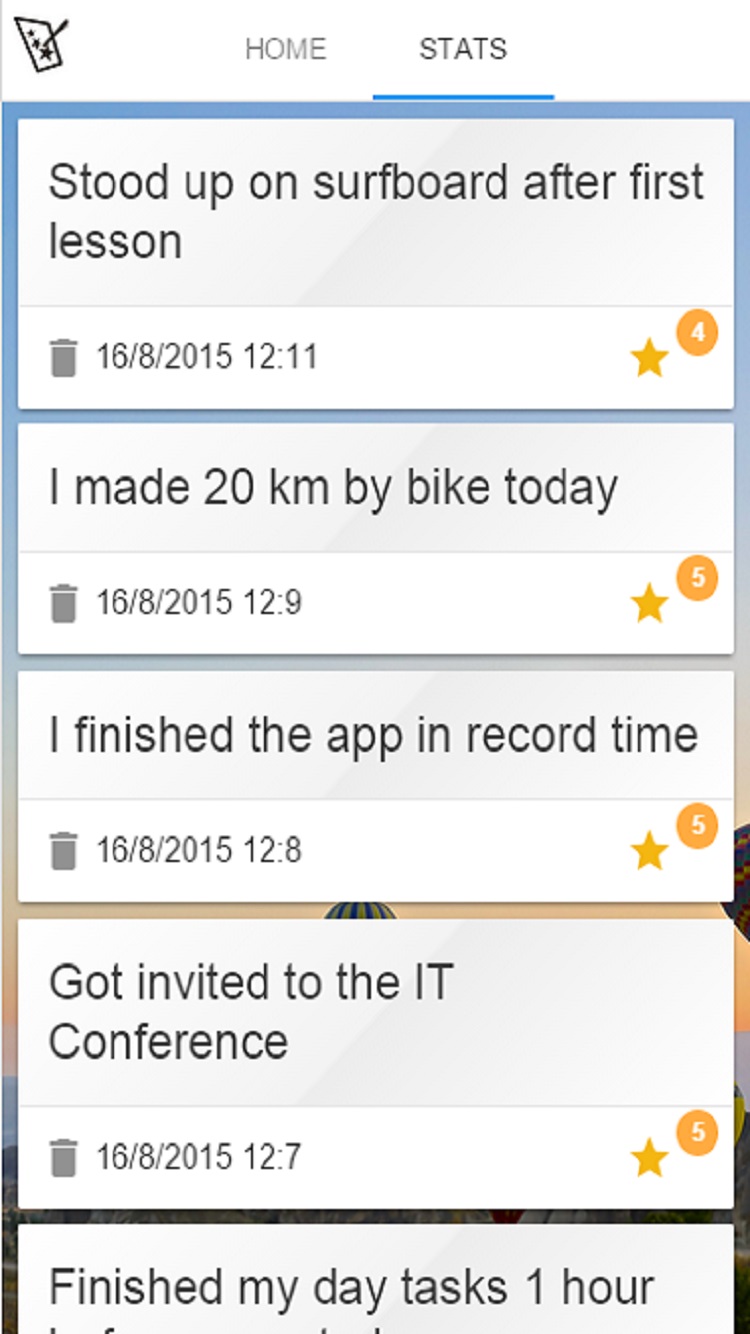 HOME STATS
Stood up on surfboard after first
lesson
16/8/2015 12:11 4
I made 20 km by bike today
16/8/2015 12:9 5
I finished the app in record time
16/8/2015 12:8 5
Got invited to the IT
Conference
16/8/2015 12:7 5
Finished my day tasks 1 hour